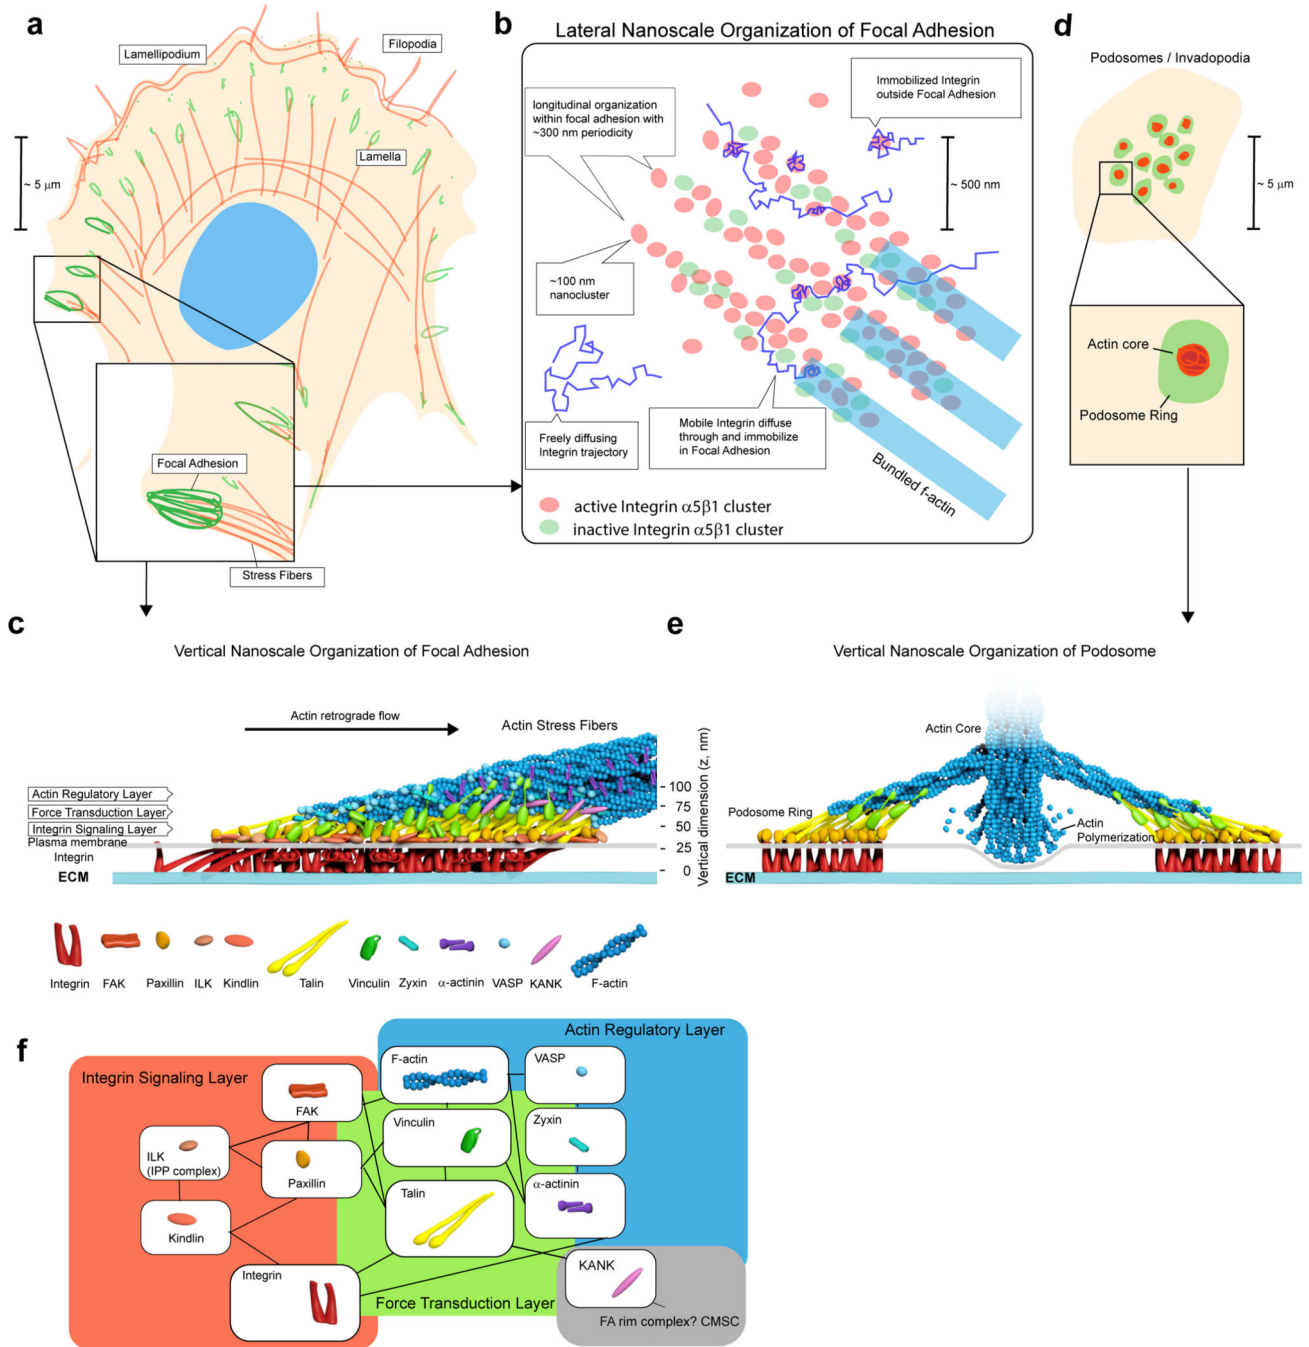 a
Lamellipodium
Filopodia
Lamella
~ 5 μm
Focal Adhesion
Stress Fibers
b
Lateral Nanoscale Organization of Focal Adhesion
longitudinal organization
within focal adhesion with
~300 nm periodicity
Immobilized Integrin
outside Focal Adhesion
~ 500 nm
~100 nm
nanocluster
Freely diffusing
Integrin trajectory
Mobile Integrin diffuse
through and immobilize
in Focal Adhesion
Bundled f-actin
active Integrin α5β1 cluster
inactive Integrin α5β1 cluster
d
Podosomes / Invadopodia
~ 5 μm
Actin core
Podosome Ring
c
Vertical Nanoscale Organization of Focal Adhesion
Actin retrograde flow
Actin Stress Fibers
Actin Regulatory Layer
Force Transduction Layer
Integrin Signaling Layer
Plasma membrane
Integrin
ECM
100
75
50
25
0
Vertical dimension (z, nm)
e
Vertical Nanoscale Organization of Podosome
Actin Core
Podosome Ring
Actin
Polymerization
ECM
Integrin
FAK
Paxillin
ILK
Kindlin
Talin
Vinculin
Zyxin
α-actinin
VASP
KANK
F-actin
f
Actin Regulatory Layer
Integrin Signaling Layer
F-actin
VASP
FAK
Vinculin
Zyxin
ILK
(IPP complex)
Paxillin
Talin
α-actinin
Kindlin
Integrin
KANK
Force Transduction Layer
FA rim complex? CMSC